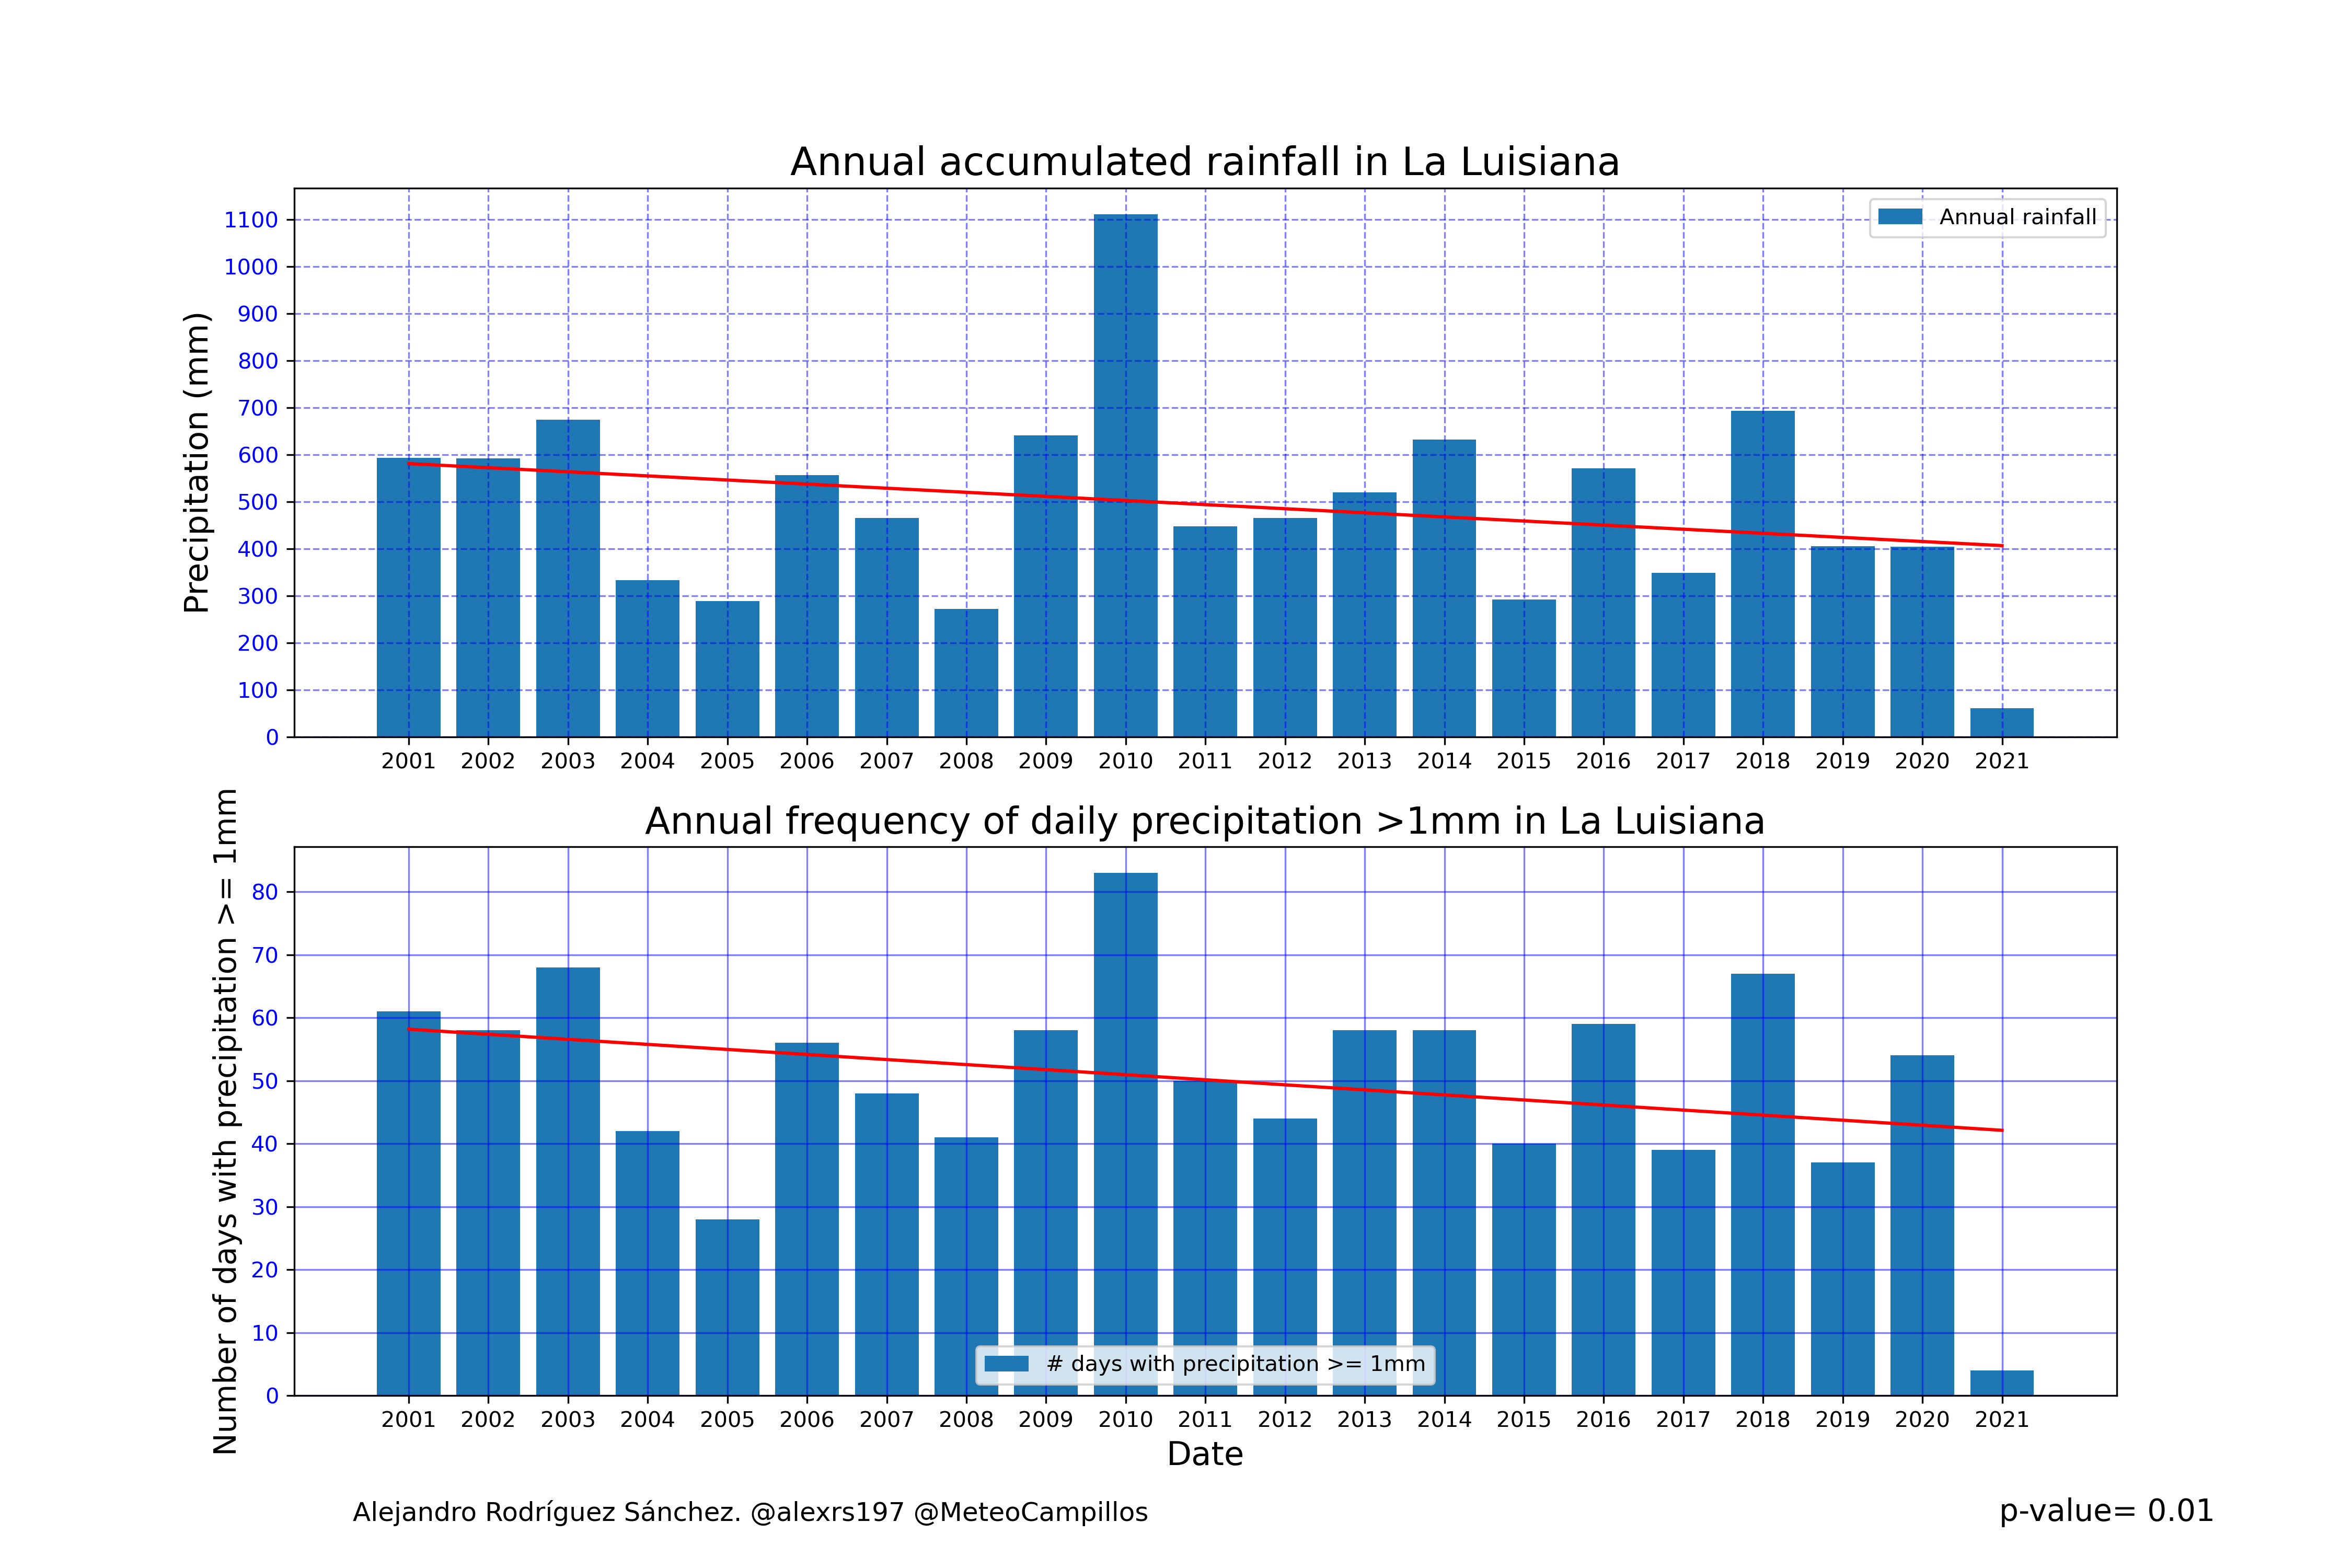 Annual accumulated rainfall in La Luisiana
Precipitation (mm)
1100
1000
900
800
700
600
500
400
300
200
100
0
Annual rainfall
2001 2002 2003 2004 2005 2006 2007 2008 2009 2010 2011 2012 2013 2014 2015 2016 2017 2018 2019 2020 2021
Annual frequency of daily precipitation >1mm in La Luisiana
Number of days with precipitation >= 1mm
80
70
60
50
40
30
20
10
0
# days with precipitation >= 1mm
2001 2002 2003 2004 2005 2006 2007 2008 2009 2010 2011 2012 2013 2014 2015 2016 2017 2018 2019 2020 2021
Date
Alejandro Rodríguez Sánchez. @alexrs197 @MeteoCampillos
p-value= 0.01